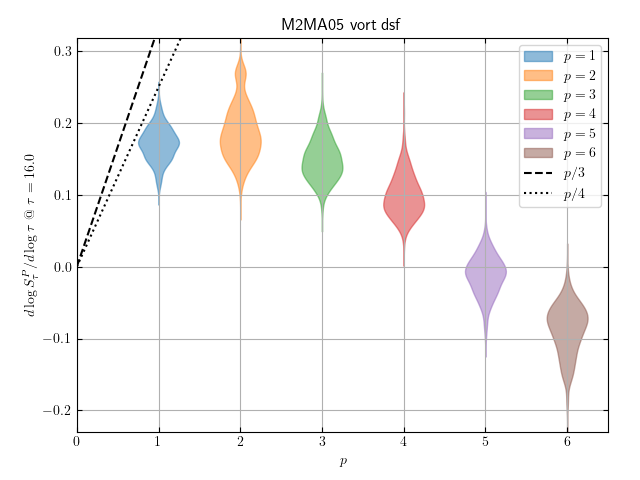 M2MA05 vort dsf
d log S_τ^P / d log τ @ τ = 16.0
0.3
0.2
0.1
0.0
−0.1
−0.2
0 1 2 3 4 5 6
p
p = 1
p = 2
p = 3
p = 4
p = 5
p = 6
p/3
p/4